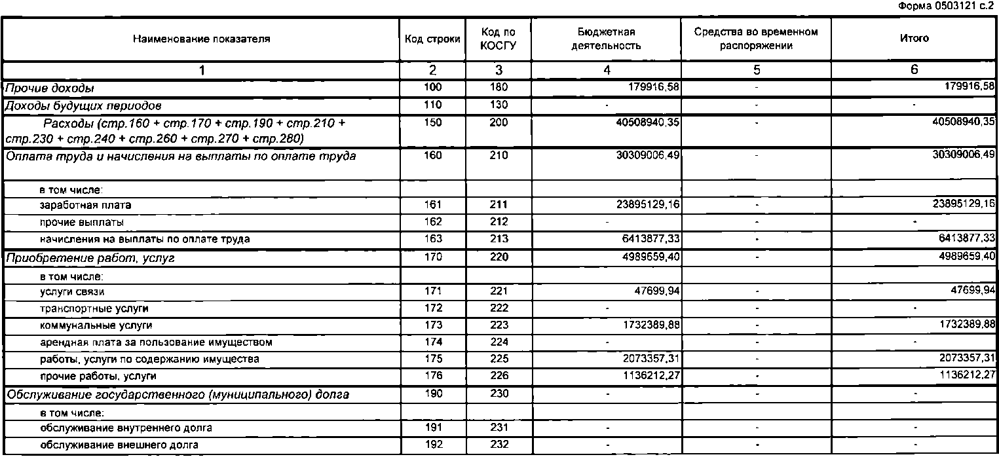 Форма 0503121 с.2
Наименование показателя Код строки Код по КОСГУ Бюджетная деятельность Средства во временном распоряжении Итого
1 2 3 4 5 6
Прочие доходы 100 180 179916,58 - 179916,58
Доходы будущих периодов 110 130 - - -
Расходы (стр.160 + стр.170 + стр.190 + стр.210 + 150 200 40508940,35 - 40508940,35
стр.230 + стр.240 + стр.260 + стр.270 + стр.280)
Оплата труда и начисления на выплаты по оплате труда 160 210 30309006,49 - 30309006,49
в том числе:
заработная плата 161 211 23895129,16 - 23895129,16
прочие выплаты 162 212 - - -
начисления на выплаты по оплате труда 163 213 6413877,33 - 6413877,33
Приобретение работ, услуг 170 220 4989659,40 - 4989659,40
в том числе:
услуги связи 171 221 47699,94 - 47699,94
транспортные услуги 172 222 - - -
коммунальные услуги 173 223 1732389,88 - 1732389,88
арендная плата за пользование имуществом 174 224 - - -
работы, услуги по содержанию имущества 175 225 2073357,31 - 2073357,31
прочие работы, услуги 176 226 1136212,27 - 1136212,27
Обслуживание государственного (муниципального) долга 190 230 - - -
в том числе:
обслуживание внутреннего долга 191 231 - - -
обслуживание внешнего долга 192 232 - - -